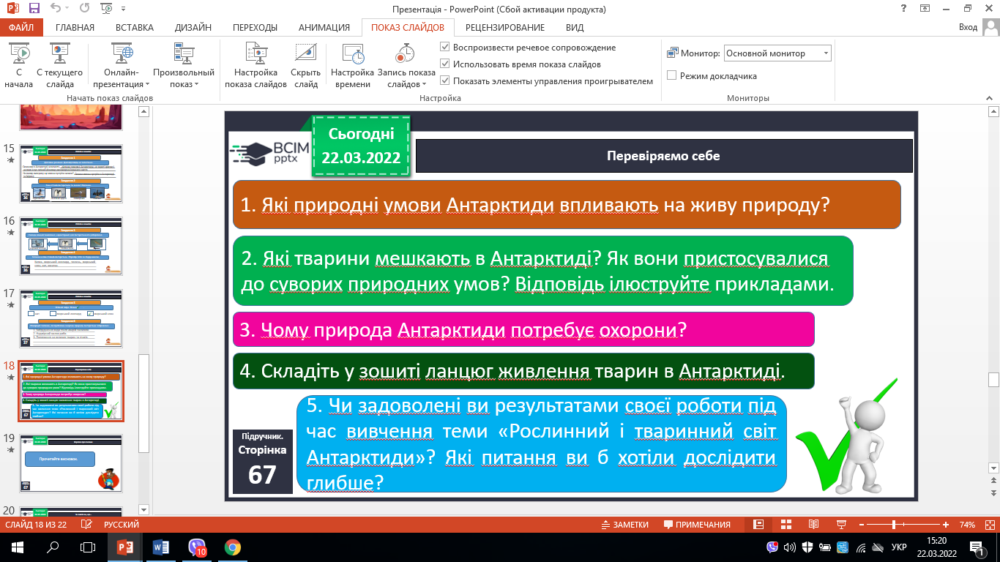 Презентація - PowerPoint (Сбой активации продукта)
ФАЙЛ ГЛАВНАЯ ВСТАВКА ДИЗАЙН ПЕРЕХОДЫ АНИМАЦИЯ ПОКАЗ СЛАЙДОВ РЕЦЕНЗИРОВАНИЕ ВИД Вход
С начала
С текущего слайда
Онлайн-презентация
Произвольный показ
Начать показ слайдов
Настройка показа слайдов
Скрыть слайд
Настройка времени
Запись показа слайдов
Воспроизвести речевое сопровождение
Использовать время показа слайдов
Показать элементы управления проигрывателем
Настройка
Монитор: Основной монитор
Режим докладчика
Мониторы
15
16
17
18
19
Прочитайте висновок.
20
Сьогодні
22.03.2022
ВСІМ
pptx
Перевіряємо себе
1. Які природні умови Антарктиди впливають на живу природу?
2. Які тварини мешкають в Антарктиді? Як вони пристосувалися
до суворих природних умов? Відповідь ілюструйте прикладами.
3. Чому природа Антарктиди потребує охорони?
4. Складіть у зошиті ланцюг живлення тварин в Антарктиді.
5. Чи задоволені ви результатами своєї роботи під
час вивчення теми «Рослинний і тваринний світ
Антарктиди»? Які питання ви б хотіли дослідити
глибше?
Підручник.
Сторінка
67
СЛАЙД 18 ИЗ 22 РУССКИЙ ЗАМЕТКИ ПРИМЕЧАНИЯ 74%
10
УКР
15:20
22.03.2022
1